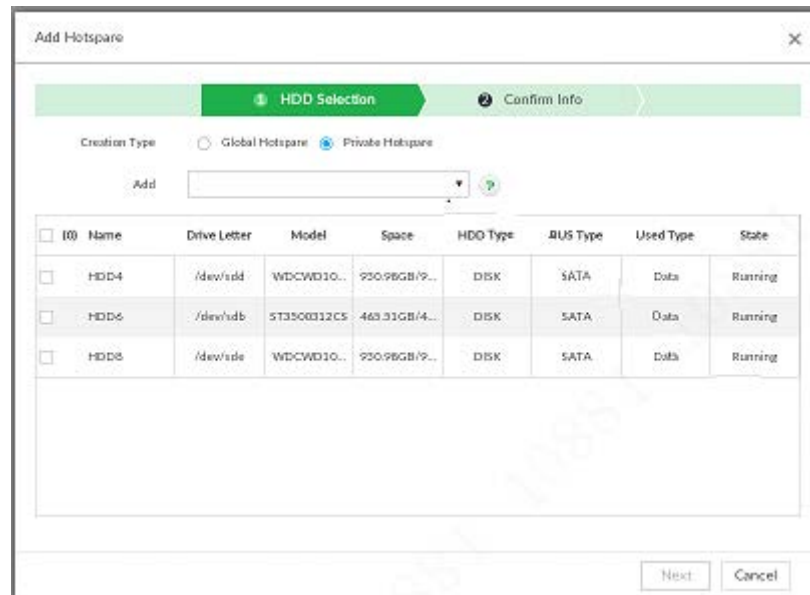 Add Hotspare ×
1 HDD Selection 2 Confirm Info
Creation Type Global Hotspare Private Hotspare
Add ?
(0) Name Drive Letter Model Space HDD Type BUS Type Used Type State
HDD4 /dev/sdd WDCWD10... 930.98GB/9... DISK SATA Data Running
HDD6 /dev/sdb ST3500312CS 465.31GB/4... DISK SATA Data Running
HDD8 /dev/sde WDCWD10... 930.98GB/9... DISK SATA Data Running
Next Cancel